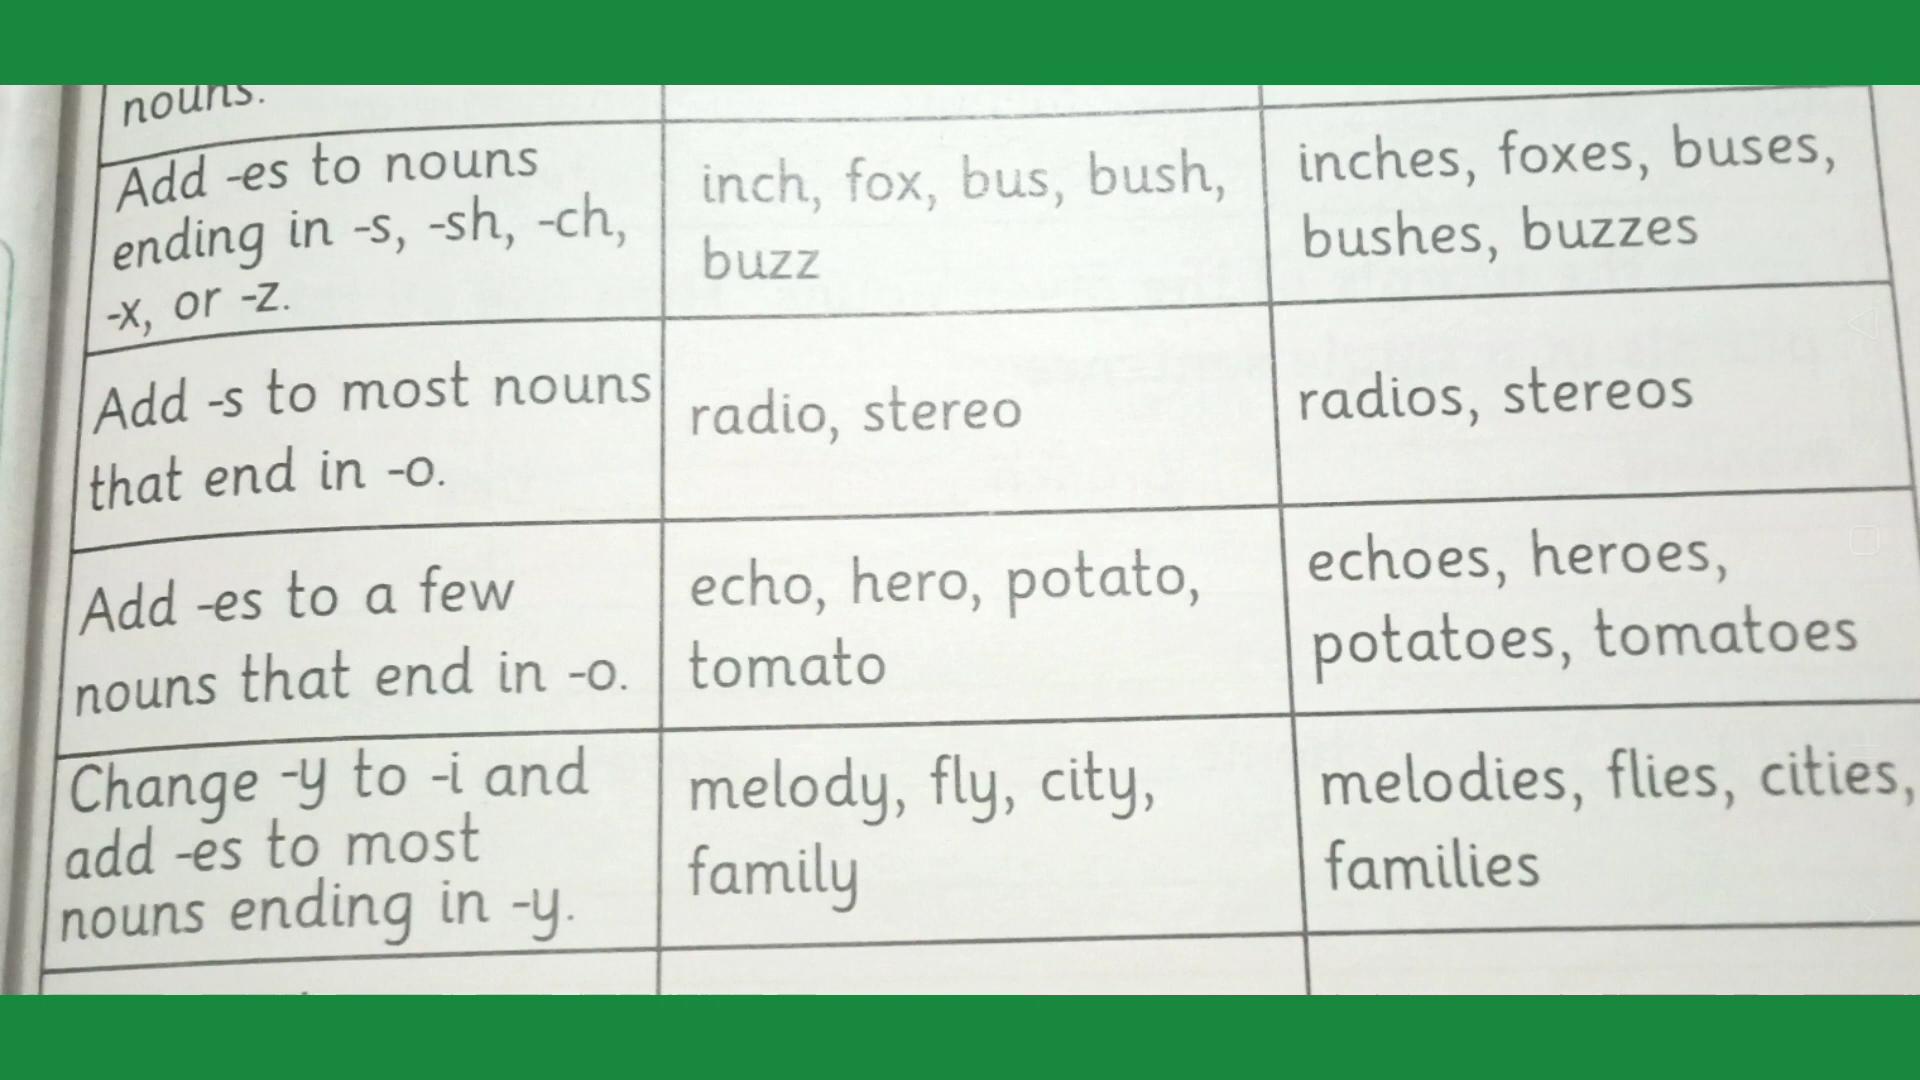 nouns.
Add -es to nouns
ending in -s, -sh, -ch,
-x, or -z.
inch, fox, bus, bush,
buzz
inches, foxes, buses,
bushes, buzzes
Add -s to most nouns
that end in -o.
radio, stereo
radios, stereos
Add -es to a few
nouns that end in -o.
echo, hero, potato,
tomato
echoes, heroes,
potatoes, tomatoes
Change -y to -i and
add -es to most
nouns ending in -y.
melody, fly, city,
family
melodies, flies, cities,
families